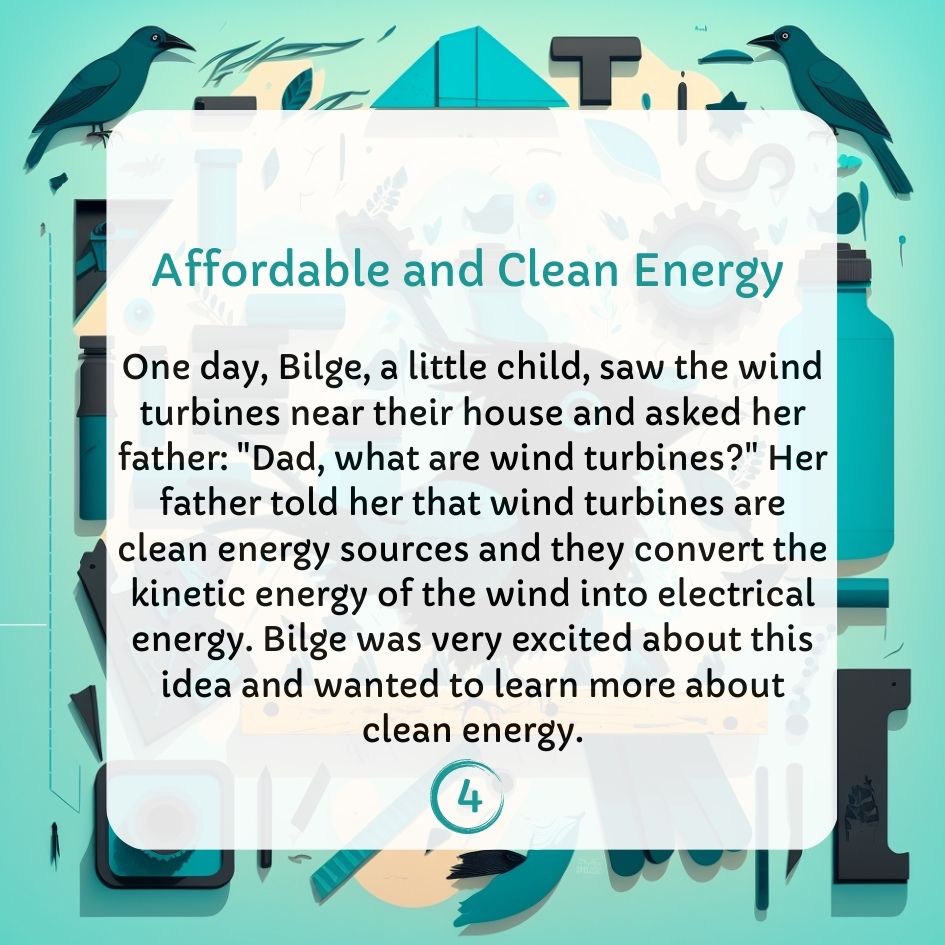 Affordable and Clean Energy
One day, Bilge, a little child, saw the wind
turbines near their house and asked her
father: "Dad, what are wind turbines?" Her
father told her that wind turbines are
clean energy sources and they convert the
kinetic energy of the wind into electrical
energy. Bilge was very excited about this
idea and wanted to learn more about
clean energy.
4